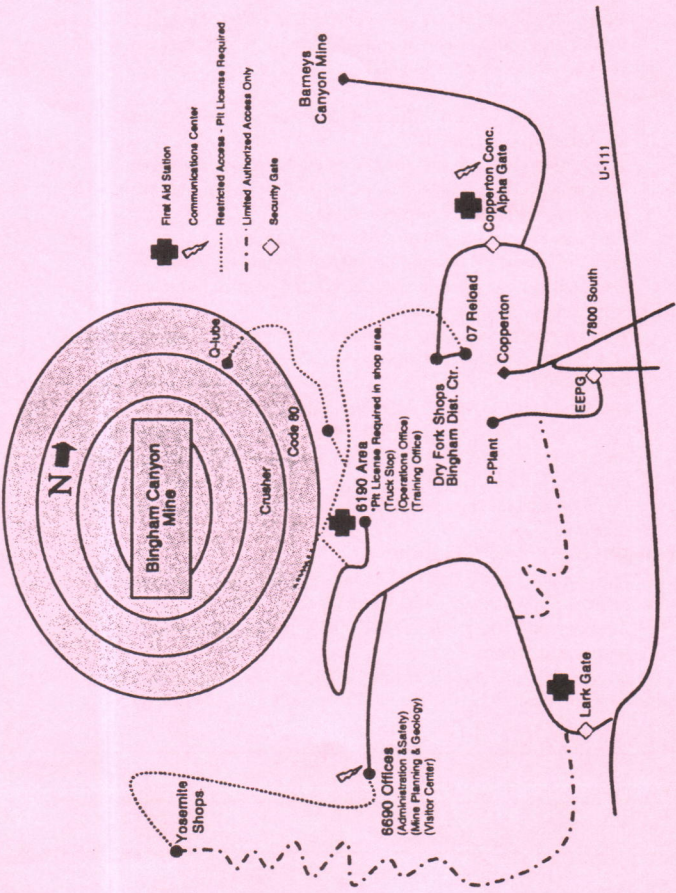 N
Bingham Canyon
Mine
Crusher
Q-lube
Code 80
First Aid Station
Communications Center
Restricted Access - Pit License Required
Limited Authorized Access Only
Security Gate
Barneys
Canyon Mine
6190 Area
*Pit License Required in shop area.
(Truck Stop)
(Operations Office)
(Training Office)
Copperton Conc.
Alpha Gate
07 Reload
Dry Fork Shops
Bingham Dist. Ctr.
Copperton
P-Plant
EEPG
7800 South
U-111
Yosemite
Shops
6690 Offices
(Administration &Safety)
(Mine Planning & Geology)
(Visitor Center)
Lark Gate